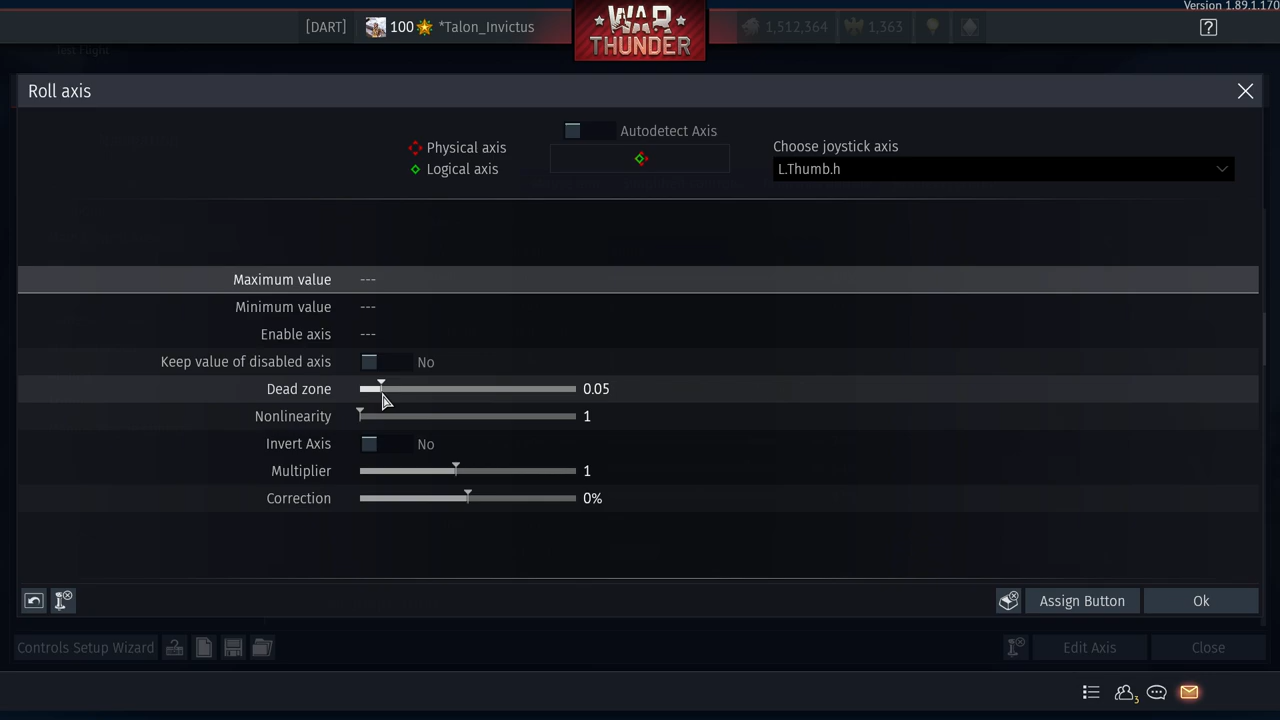 Version 1.89.1.170
[DART] 100 *Talon_Invictus
WAR
THUNDER
1,512,364 1,363
?
Test Flight
Roll axis
Autodetect Axis
Physical axis
Logical axis
Choose joystick axis
L.Thumb.h
Maximum value ---
Minimum value ---
Enable axis ---
Keep value of disabled axis No
Dead zone 0.05
Nonlinearity 1
Invert Axis No
Multiplier 1
Correction 0%
Assign Button Ok
Controls Setup Wizard Edit Axis Close
3